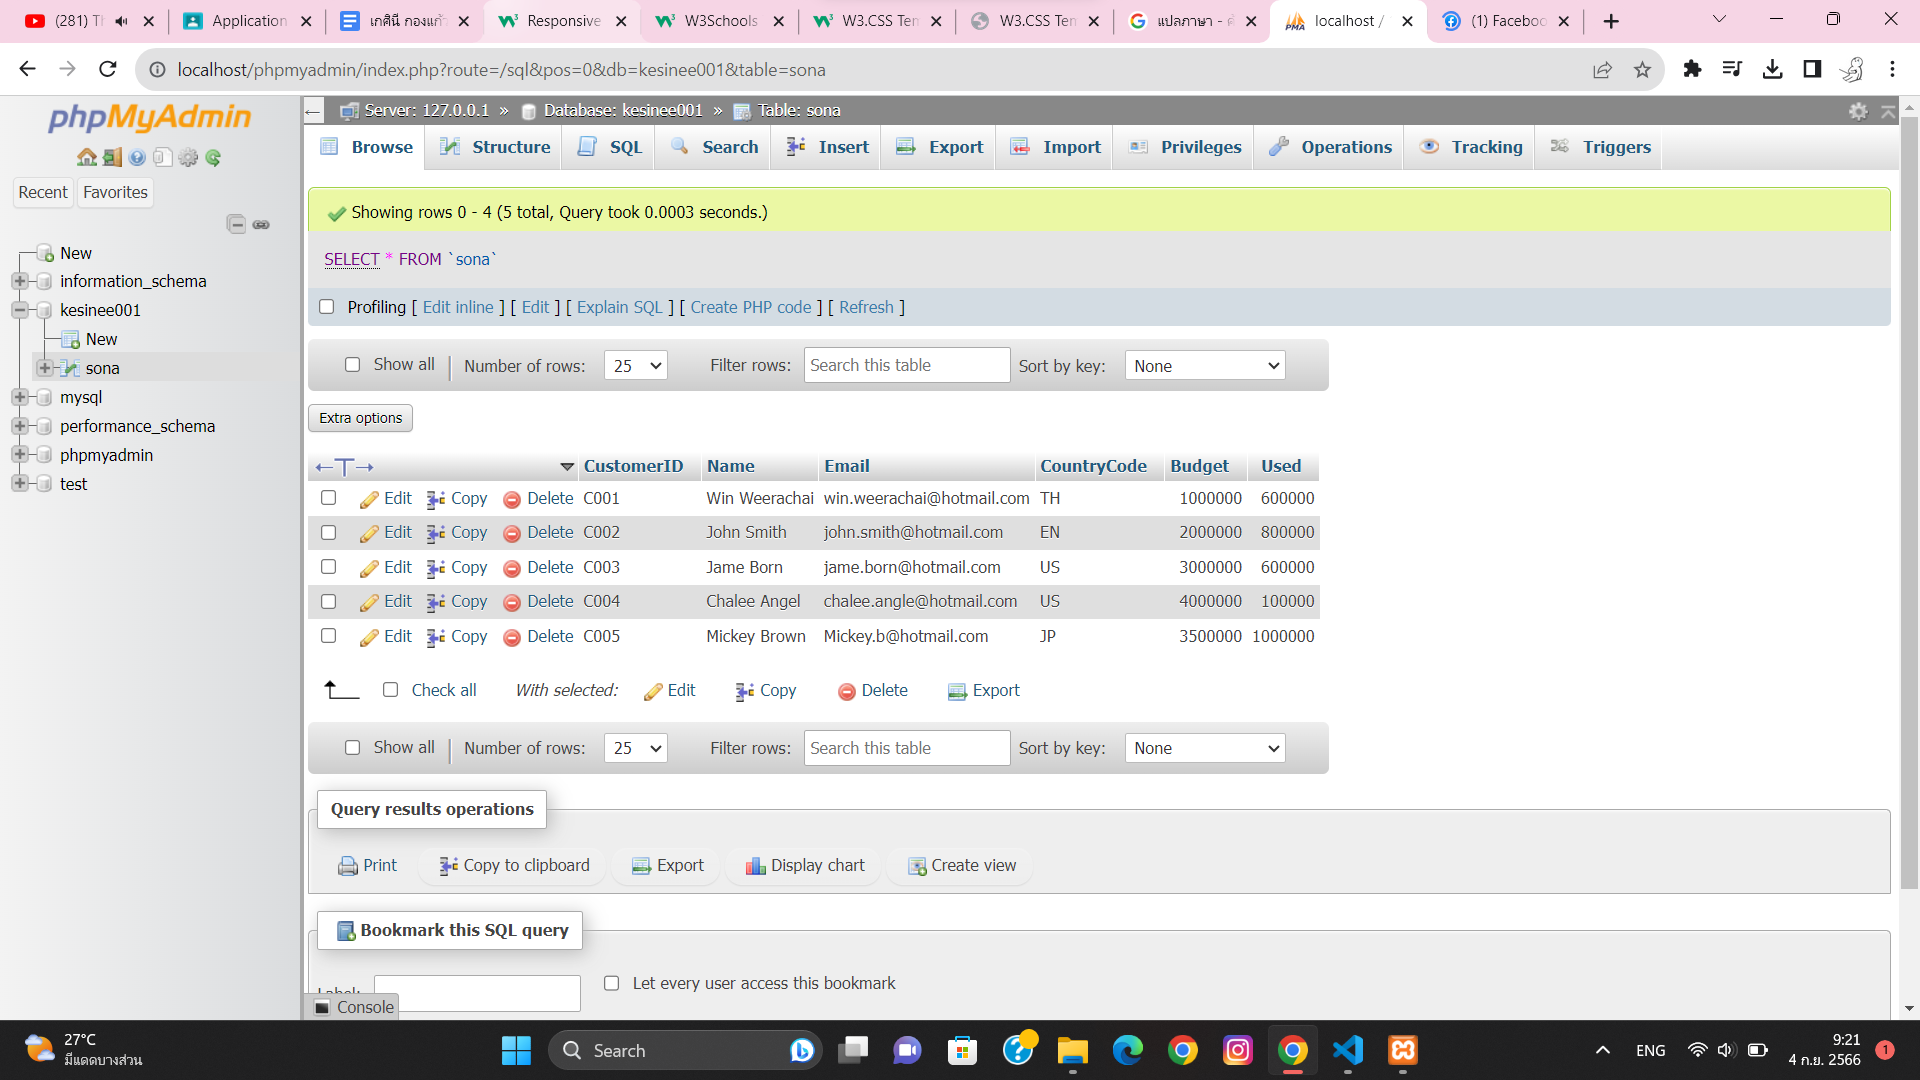 (281) Th
Application
เกศินี กองแก้ว
Responsive
W3Schools
W3.CSS Tem
W3.CSS Tem
แปลภาษา - ค้
localhost /
(1) Faceboo
localhost/phpmyadmin/index.php?route=/sql&pos=0&db=kesinee001&table=sona
phpMyAdmin
Recent
Favorites
New
information_schema
kesinee001
New
sona
mysql
performance_schema
phpmyadmin
test
Server: 127.0.0.1 » Database: kesinee001 » Table: sona
Browse
Structure
SQL
Search
Insert
Export
Import
Privileges
Operations
Tracking
Triggers
Showing rows 0 - 4 (5 total, Query took 0.0003 seconds.)
SELECT * FROM `sona`
Profiling [ Edit inline ] [ Edit ] [ Explain SQL ] [ Create PHP code ] [ Refresh ]
Show all | Number of rows: 25 Filter rows: Search this table Sort by key: None
Extra options
CustomerID Name Email CountryCode Budget Used
Edit Copy Delete C001 Win Weerachai win.weerachai@hotmail.com TH 1000000 600000
Edit Copy Delete C002 John Smith john.smith@hotmail.com EN 2000000 800000
Edit Copy Delete C003 Jame Born jame.born@hotmail.com US 3000000 600000
Edit Copy Delete C004 Chalee Angel chalee.angle@hotmail.com US 4000000 100000
Edit Copy Delete C005 Mickey Brown Mickey.b@hotmail.com JP 3500000 1000000
Check all With selected: Edit Copy Delete Export
Show all | Number of rows: 25 Filter rows: Search this table Sort by key: None
Query results operations
Print
Copy to clipboard
Export
Display chart
Create view
Bookmark this SQL query
Label:
Let every user access this bookmark
Console
27°C
มีแดดบางส่วน
Search
ENG
9:21
4 ก.ย. 2566
1